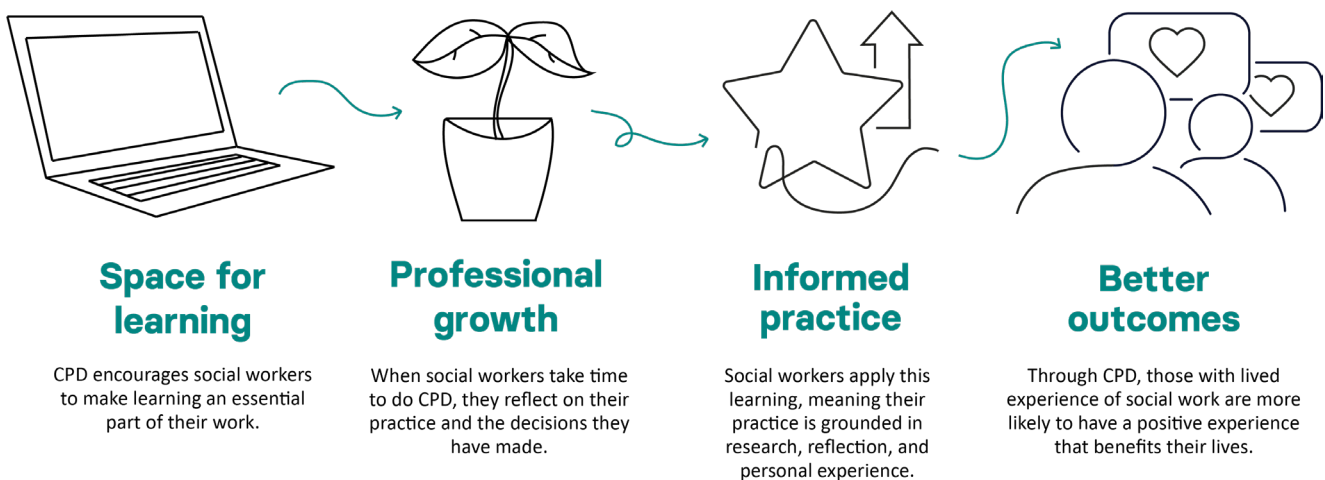 Space for
learning
CPD encourages social workers
to make learning an essential
part of their work.
Professional
growth
When social workers take time
to do CPD, they reflect on their
practice and the decisions they
have made.
Informed
practice
Social workers apply this
learning, meaning their
practice is grounded in
research, reflection, and
personal experience.
Better
outcomes
Through CPD, those with lived
experience of social work are more
likely to have a positive experience
that benefits their lives.